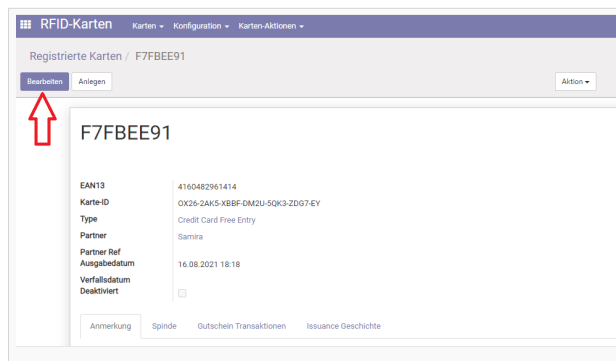 RFID-Karten Karten Konfiguration Karten-Aktionen
Registrierte Karten / F7FBEE91
Bearbeiten Anlegen Aktion
F7FBEE91
EAN13 4160482961414
Karte-ID OX26-2AK5-XBBF-DM2U-5QK3-ZDG7-EY
Type Credit Card Free Entry
Partner Samira
Partner Ref
Ausgabedatum 16.08.2021 18:18
Verfallsdatum
Deaktiviert
Anmerkung Spinde Gutschein Transaktionen Issuance Geschichte